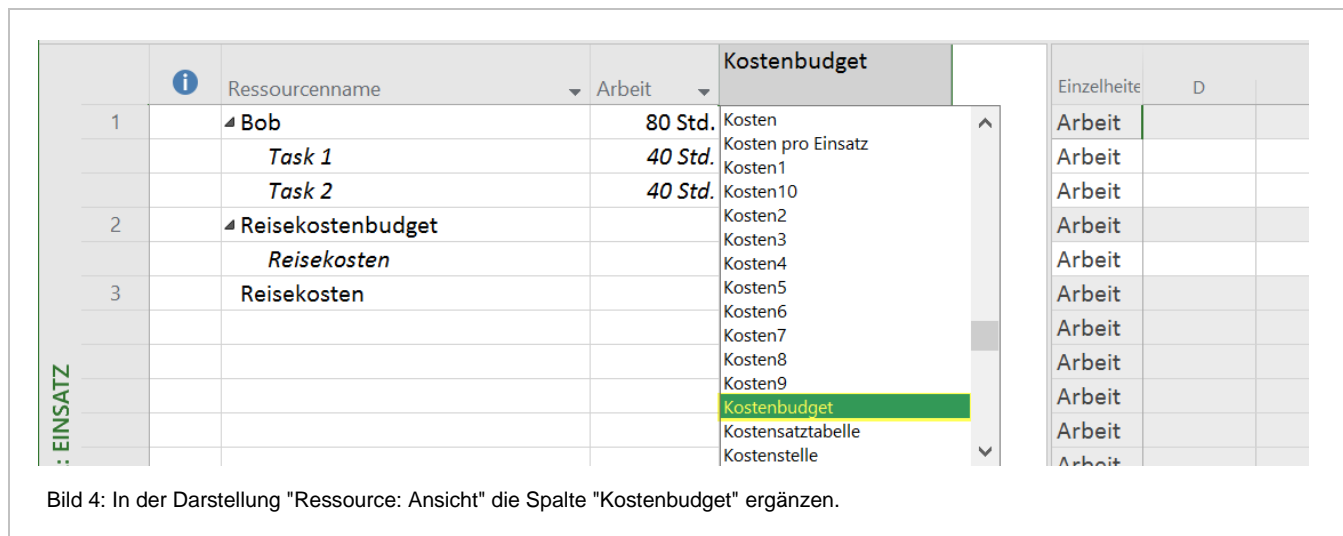 Kostenbudget
Ressourcenname Arbeit Einzelheite D
1 Bob 80 Std. Arbeit
Task 1 40 Std. Arbeit
Task 2 40 Std. Arbeit
2 Reisekostenbudget Arbeit
Reisekosten Arbeit
3 Reisekosten Arbeit
Arbeit
Arbeit
Arbeit
Arbeit
Arbeit
Kosten
Kosten pro Einsatz
Kosten1
Kosten10
Kosten2
Kosten3
Kosten4
Kosten5
Kosten6
Kosten7
Kosten8
Kosten9
Kostenbudget
Kostensatztabelle
Kostenstelle
: EINSATZ
Bild 4: In der Darstellung "Ressource: Ansicht" die Spalte "Kostenbudget" ergänzen.